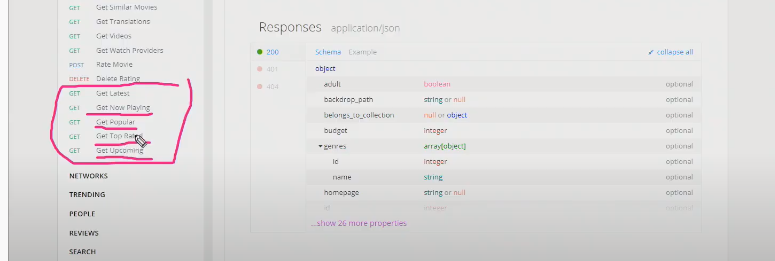 GET Get Similar Movies
GET Get Translations
GET Get Videos
GET Get Watch Providers
POST Rate Movie
DELETE Delete Rating
GET Get Latest
GET Get Now Playing
GET Get Popular
GET Get Top
GET Get Upcoming
NETWORKS
TRENDING
PEOPLE
REVIEWS
SEARCH
Responses application/json
200 Schema Example collapse all
401 object
404 adult boolean optional
backdrop_path string or null optional
belongs_to_collection null or object optional
budget integer optional
genres array[object] optional
id integer optional
name string optional
homepage string or null optional
id integer optional
...show 26 more properties